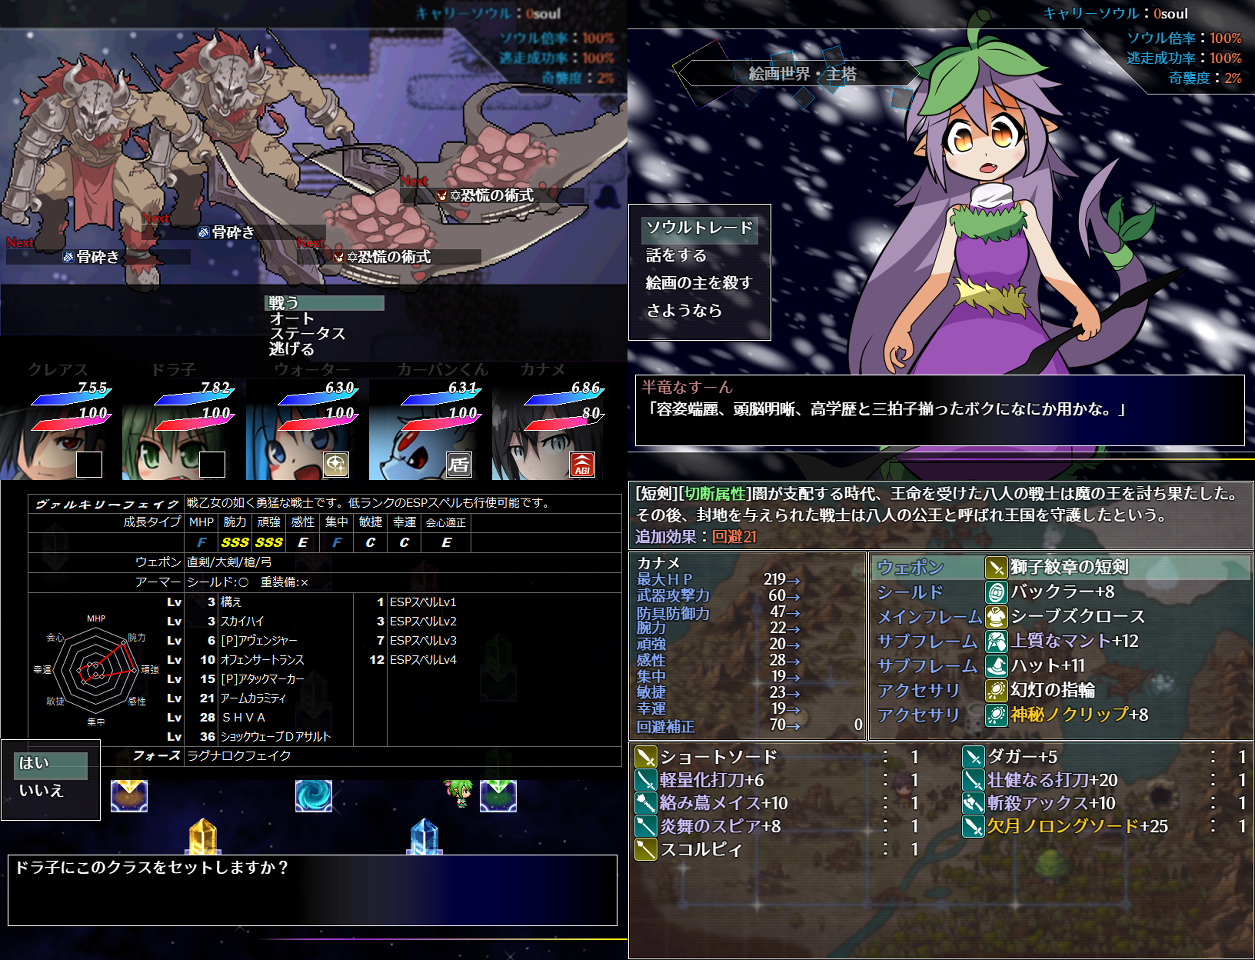 キャリーソウル：0soul
ソウル倍率：100%
逃走成功率：100%
奇襲度：2%
Next
☆恐慌の術式
Next
骨砕き
Next
骨砕き
Next
☆恐慌の術式
戦う
オート
ステータス
逃げる
クレアス
ドラ子
ウォーター
カーバンくん
カナメ
755
782
630
631
686
100
100
100
100
80
盾
AGI
キャリーソウル：0soul
ソウル倍率：100%
逃走成功率：100%
奇襲度：2%
絵画世界・主塔
ソウルトレード
話をする
絵画の主を殺す
さようなら
半竜なすーん
「容姿端麗、頭脳明晰、高学歴と三拍子揃ったボクになにか用かな。」
ヴァルキリーフェイク 戦乙女の如く勇猛な戦士です。低ランクのESPスペルも行使可能です。
成長タイプ MHP 腕力 頑強 感性 集中 敏捷 幸運 会心適正
F SSS SSS E F C C E
ウェポン 直剣/大剣/槍/弓
アーマー シールド:○ 重装備:×
Lv 3 構え 1 ESPスペルLv1
Lv 3 スカイハイ 3 ESPスペルLv2
Lv 6 [P]アヴェンジャー 7 ESPスペルLv3
Lv 10 オフェンサートランス 12 ESPスペルLv4
Lv 15 [P]アタックマーカー
Lv 21 アームカラミティ
Lv 28 ＳＨＶＡ
Lv 36 ショックウェーブＤアサルト
フォース ラグナロクフェイク
MHP
会心 腕力
幸運 頑強
敏捷 感性
集中
はい
いいえ
ドラ子にこのクラスをセットしますか？
[短剣][切断属性]闇が支配する時代、王命を受けた八人の戦士は魔の王を討ち果たした。
その後、封地を与えられた戦士は八人の公王と呼ばれ王国を守護したという。
追加効果：回避21
カナメ
最大ＨＰ 219→
武器攻撃力 60→
防具防御力 47→
腕力 22→
頑強 20→
感性 28→
集中 19→
敏捷 23→
幸運 19→
回避補正 70→ 0
ウェポン 獅子紋章の短剣
シールド バックラー+8
メインフレーム シーブズクロース
サブフレーム 上質なマント+12
サブフレーム ハット+11
アクセサリ 幻灯の指輪
アクセサリ 神秘ノクリップ+8
ショートソード : 1 ダガー+5 : 1
軽量化打刀+6 : 1 壮健なる打刀+20 : 1
絡み蔦メイス+10 : 1 斬殺アックス+10 : 1
炎舞のスピア+8 : 1 欠月ノロングソード+25 : 1
スコルピィ : 1